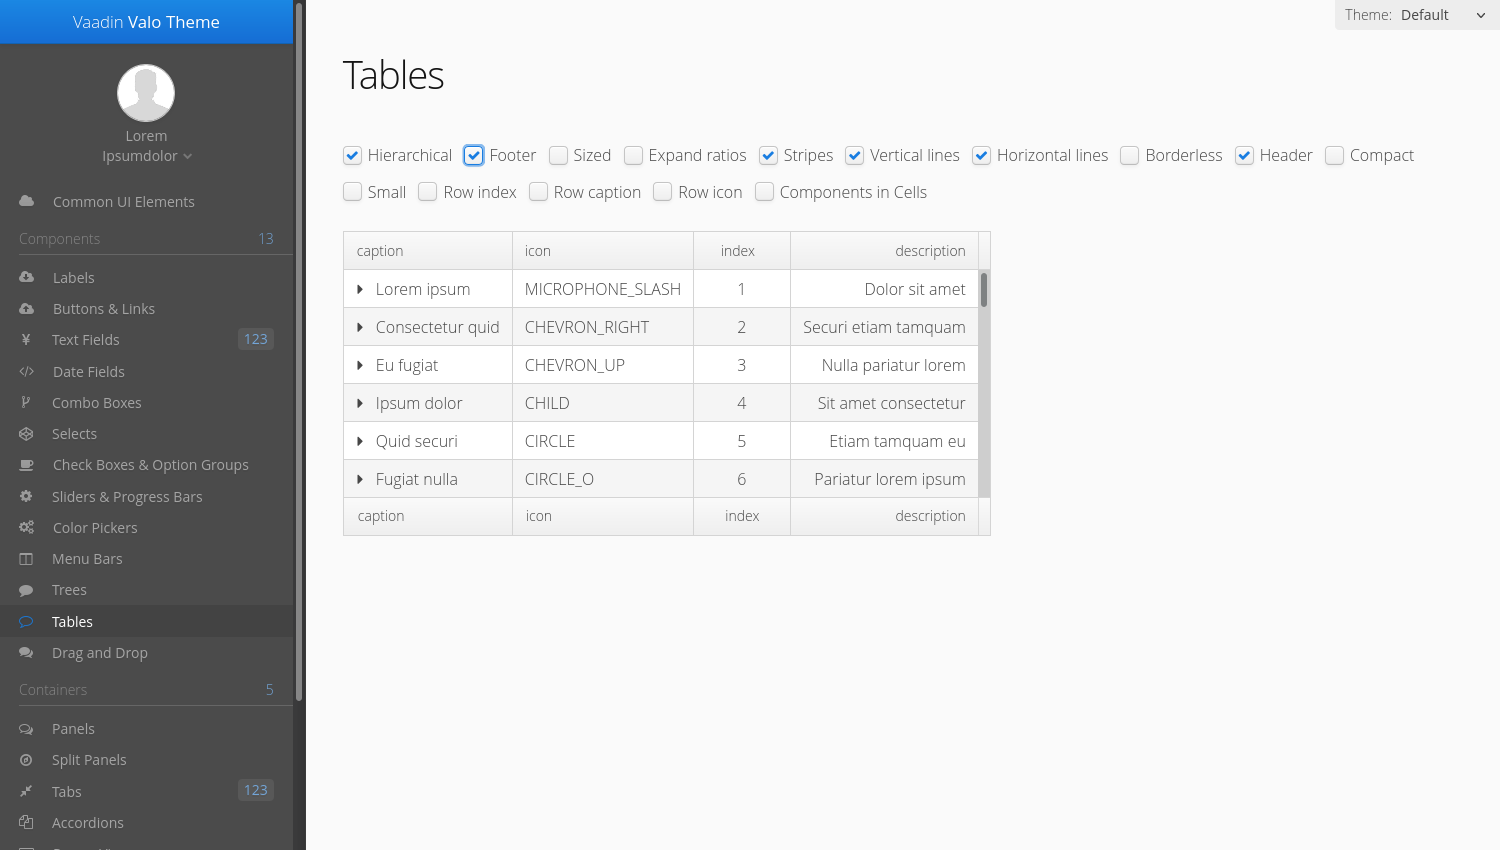 Vaadin Valo Theme
Lorem
Ipsumdolor
Common UI Elements
Components 13
Labels
Buttons & Links
Text Fields 123
Date Fields
Combo Boxes
Selects
Check Boxes & Option Groups
Sliders & Progress Bars
Color Pickers
Menu Bars
Trees
Tables
Drag and Drop
Containers 5
Panels
Split Panels
Tabs 123
Accordions
Theme: Default
Tables
Hierarchical Footer Sized Expand ratios Stripes Vertical lines Horizontal lines Borderless Header Compact
Small Row index Row caption Row icon Components in Cells
caption icon index description
Lorem ipsum MICROPHONE_SLASH 1 Dolor sit amet
Consectetur quid CHEVRON_RIGHT 2 Securi etiam tamquam
Eu fugiat CHEVRON_UP 3 Nulla pariatur lorem
Ipsum dolor CHILD 4 Sit amet consectetur
Quid securi CIRCLE 5 Etiam tamquam eu
Fugiat nulla CIRCLE_O 6 Pariatur lorem ipsum
caption icon index description